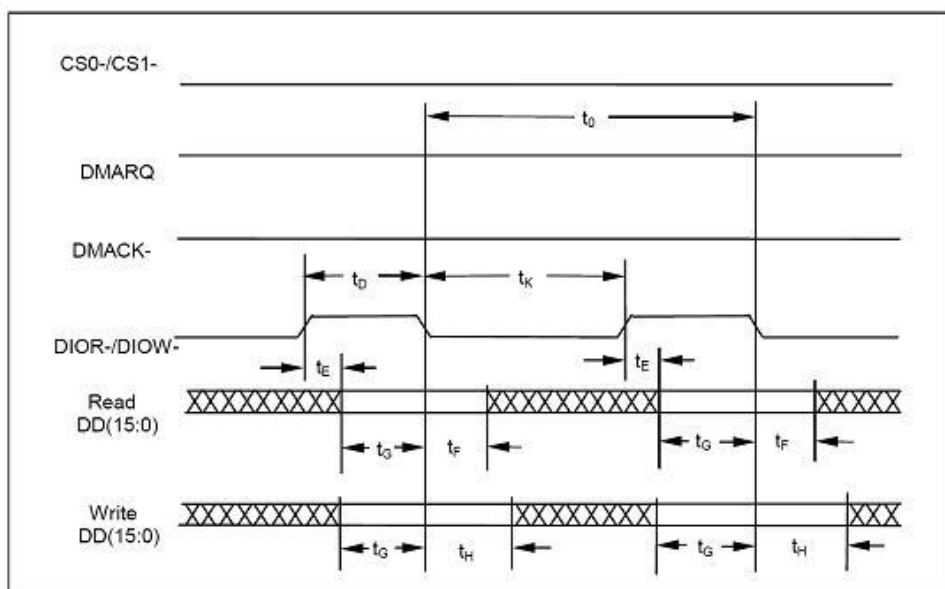 CS0-/CS1-
t0
DMARQ
DMACK-
tD tK
DIOR-/DIOW-
tE tE
Read
DD(15:0)
tG tF tG tF
Write
DD(15:0)
tG tH tG tH